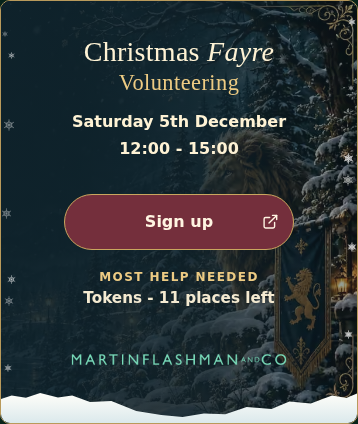 Christmas Fayre
Volunteering
Saturday 5th December
12:00 - 15:00
Sign up
MOST HELP NEEDED
Tokens - 11 places left
MARTINFLASHMANANDCO